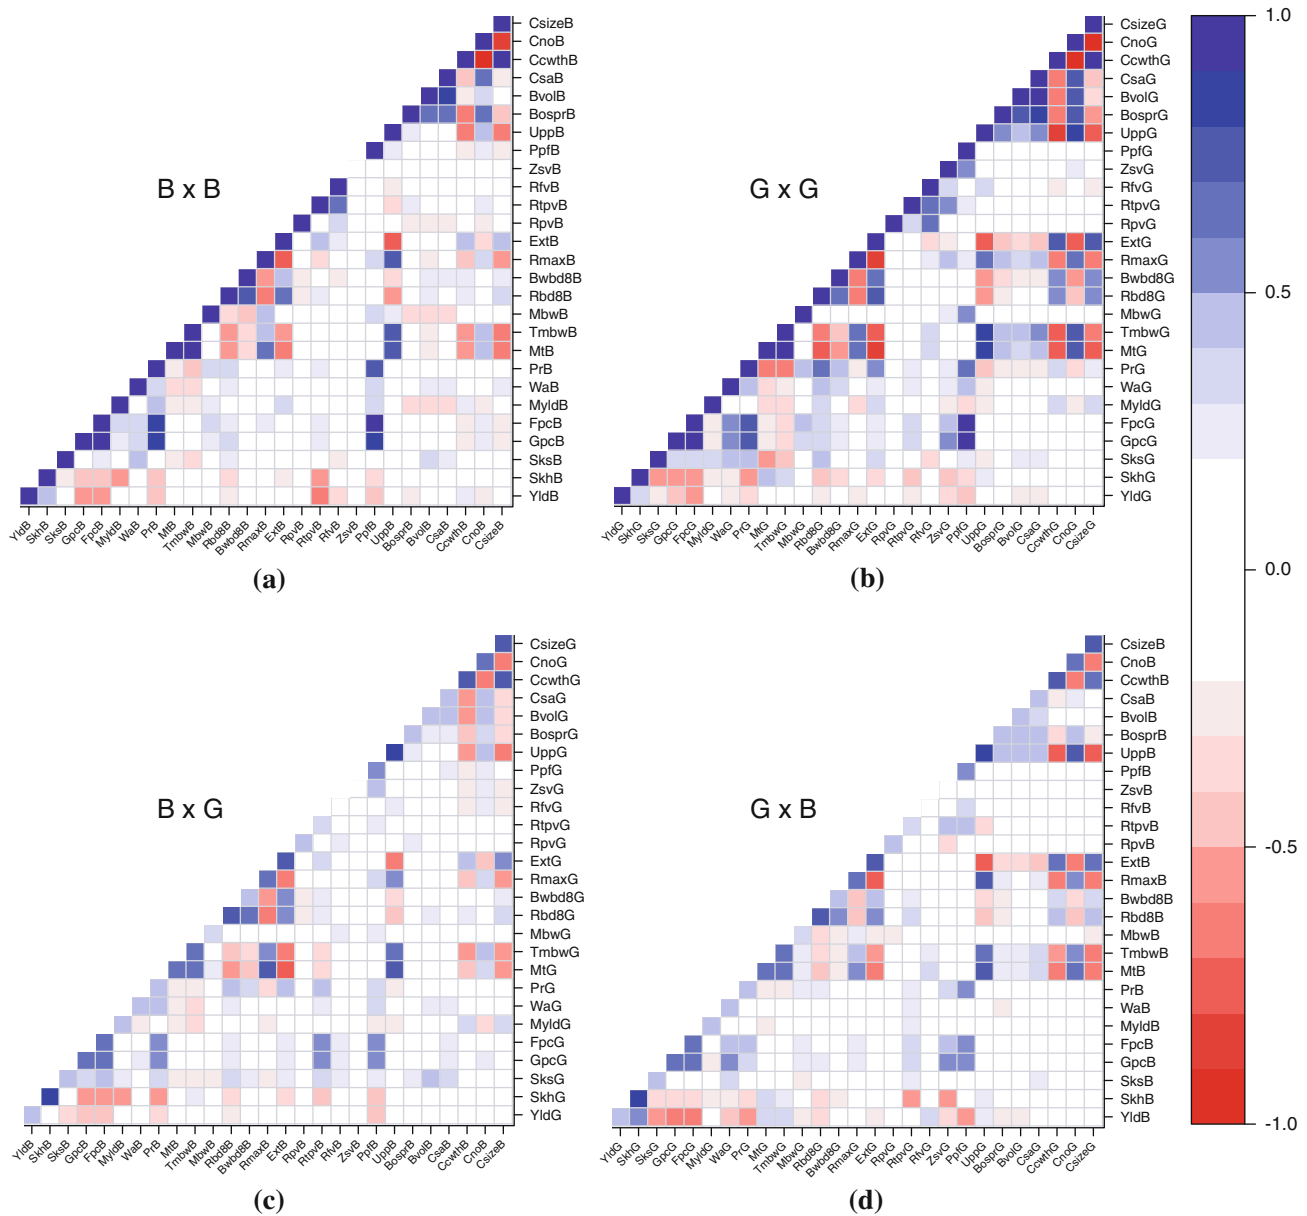 CsizeB
CnoB
CcwthB
CsaB
BvolB
BosprB
UppB
PpfB
ZsvB
RfvB
RtpvB
RpvB
ExtB
RmaxB
Bwbd8B
Rbd8B
MbwB
TmbwB
MtB
PrB
WaB
MyldB
FpcB
GpcB
SksB
SkhB
YldB
B x B
YldB SkhB SksB GpcB FpcB MyldB WaB PrB MtB TmbwB MbwB Rbd8B Bwbd8B RmaxB ExtB RpvB RtpvB RfvB ZsvB PpfB UppB BosprB BvolB CsaB CcwthB CnoB CsizeB
(a)
CsizeG
CnoG
CcwthG
CsaG
BvolG
BosprG
UppG
PpfG
ZsvG
RfvG
RtpvG
RpvG
ExtG
RmaxG
Bwbd8G
Rbd8G
MbwG
TmbwG
MtG
PrG
WaG
MyldG
FpcG
GpcG
SksG
SkhG
YldG
G x G
YldG SkhG SksG GpcG FpcG MyldG WaG PrG MtG TmbwG MbwG Rbd8G Bwbd8G RmaxG ExtG RpvG RtpvG RfvG ZsvG PpfG UppG BosprG BvolG CsaG CcwthG CnoG CsizeG
(b)
1.0
0.5
0.0
-0.5
-1.0
CsizeG
CnoG
CcwthG
CsaG
BvolG
BosprG
UppG
PpfG
ZsvG
RfvG
RtpvG
RpvG
ExtG
RmaxG
Bwbd8G
Rbd8G
MbwG
TmbwG
MtG
PrG
WaG
MyldG
FpcG
GpcG
SksG
SkhG
YldG
B x G
YldB SkhB SksB GpcB FpcB MyldB WaB PrB MtB TmbwB MbwB Rbd8B Bwbd8B RmaxB ExtB RpvB RtpvB RfvB ZsvB PpfB UppB BosprB BvolB CsaB CcwthB CnoB CsizeB
(c)
CsizeB
CnoB
CcwthB
CsaB
BvolB
BosprB
UppB
PpfB
ZsvB
RfvB
RtpvB
RpvB
ExtB
RmaxB
Bwbd8B
Rbd8B
MbwB
TmbwB
MtB
PrB
WaB
MyldB
FpcB
GpcB
SksB
SkhB
YldB
G x B
YldG SkhG SksG GpcG FpcG MyldG WaG PrG MtG TmbwG MbwG Rbd8G Bwbd8G RmaxG ExtG RpvG RtpvG RfvG ZsvG PpfG UppG BosprG BvolG CsaG CcwthG CnoG CsizeG
(d)